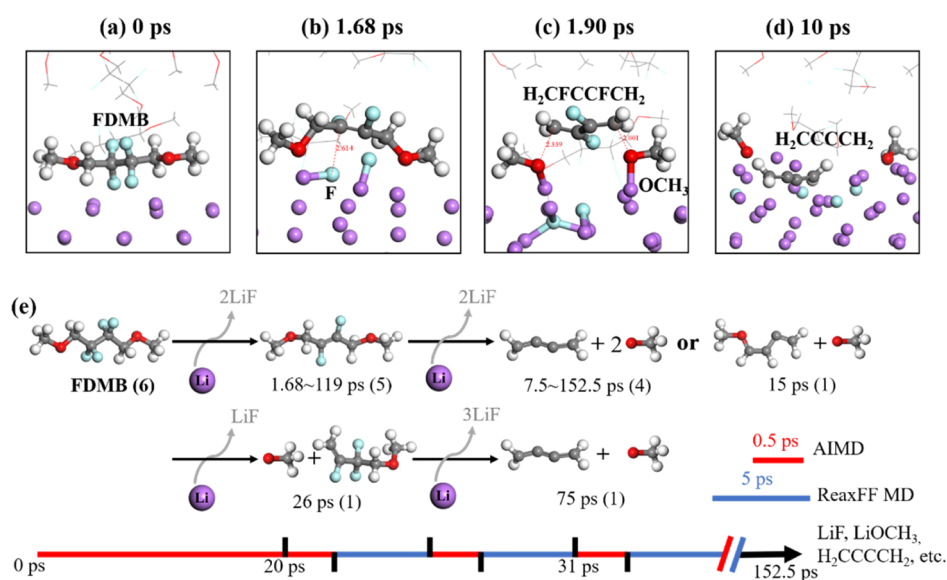 (a) 0 ps
(b) 1.68 ps
(c) 1.90 ps
(d) 10 ps
FDMB
2.614
F
H₂CFCCFCH₂
2.339
2.001
OCH₃
H₂CCCCH₂
(e)
2LiF
2LiF
Li
Li
+ 2
or
+
FDMB (6)
1.68~119 ps (5)
7.5~152.5 ps (4)
15 ps (1)
LiF
3LiF
+
+
Li
Li
26 ps (1)
75 ps (1)
0.5 ps
AIMD
5 ps
ReaxFF MD
0 ps
20 ps
31 ps
152.5 ps
LiF, LiOCH₃,
H₂CCCCH₂, etc.